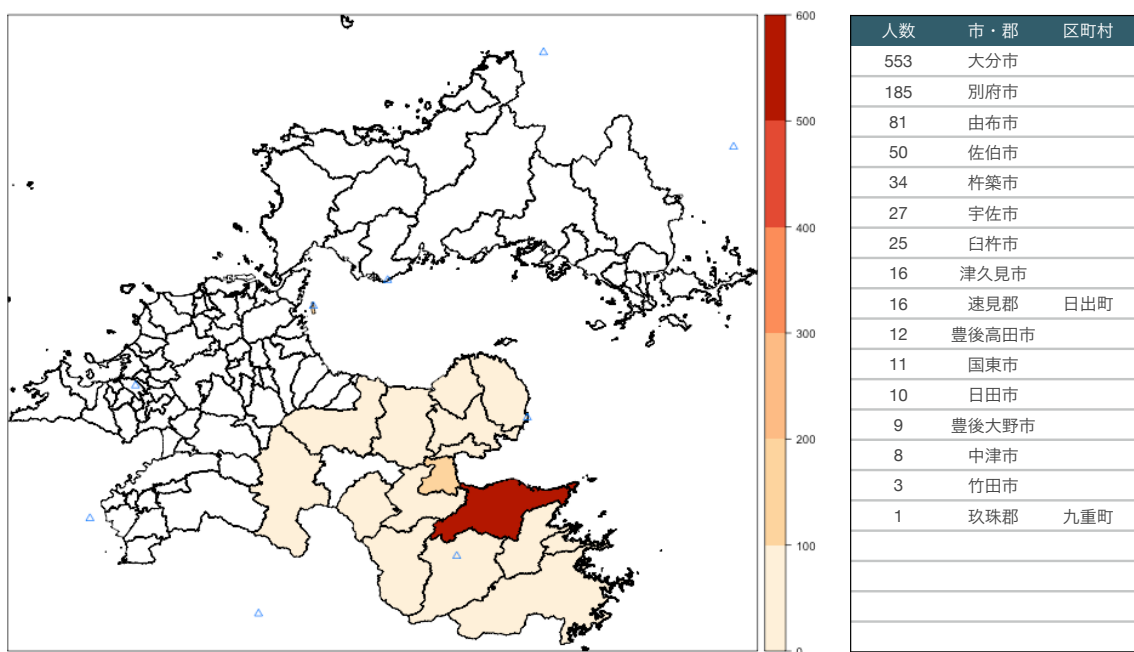 600
500
400
300
200
100
0
人数 市・郡 区町村
553 大分市
185 別府市
81 由布市
50 佐伯市
34 杵築市
27 宇佐市
25 臼杵市
16 津久見市
16 速見郡 日出町
12 豊後高田市
11 国東市
10 日田市
9 豊後大野市
8 中津市
3 竹田市
1 玖珠郡 九重町